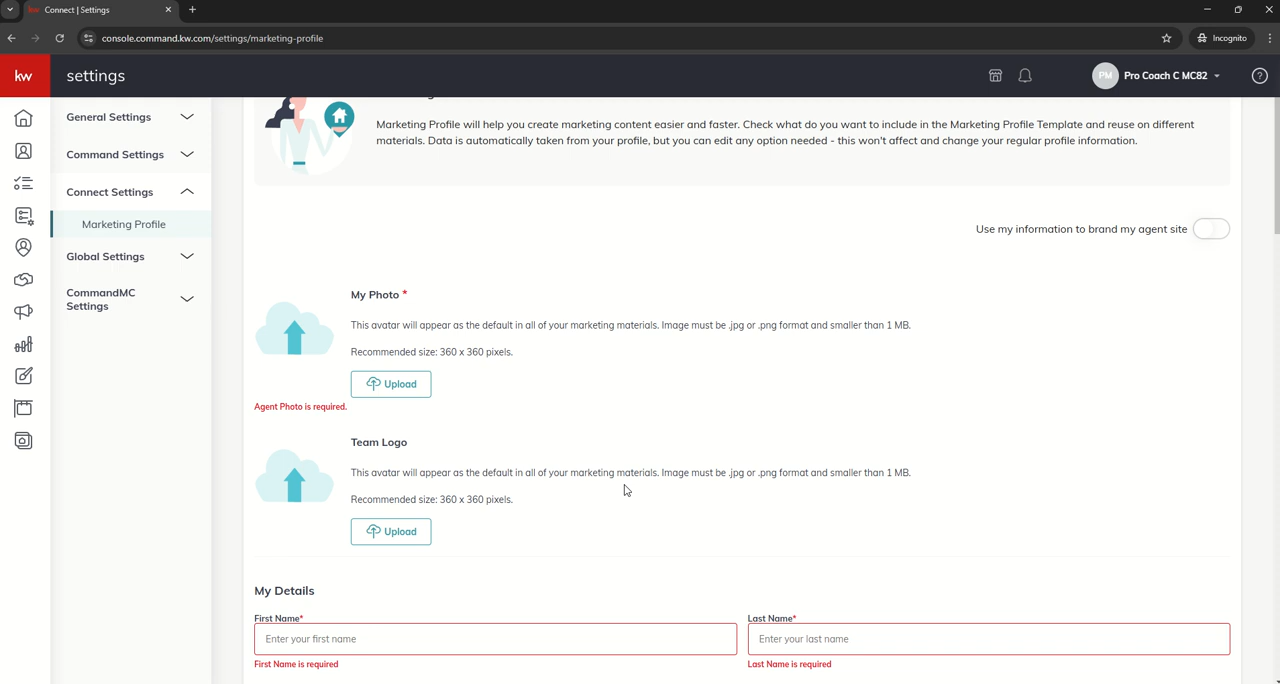 Connect | Settings
console.command.kw.com/settings/marketing-profile
Incognito
kw
settings
PM
Pro Coach C MC82
General Settings
Command Settings
Connect Settings
Marketing Profile
Global Settings
CommandMC
Settings
Marketing Profile will help you create marketing content easier and faster. Check what do you want to include in the Marketing Profile Template and reuse on different
materials. Data is automatically taken from your profile, but you can edit any option needed - this won't affect and change your regular profile information.
Use my information to brand my agent site
My Photo *
This avatar will appear as the default in all of your marketing materials. Image must be .jpg or .png format and smaller than 1 MB.
Recommended size: 360 x 360 pixels.
Upload
Agent Photo is required.
Team Logo
This avatar will appear as the default in all of your marketing materials. Image must be .jpg or .png format and smaller than 1 MB.
Recommended size: 360 x 360 pixels.
Upload
My Details
First Name*
Last Name*
Enter your first name
Enter your last name
First Name is required
Last Name is required